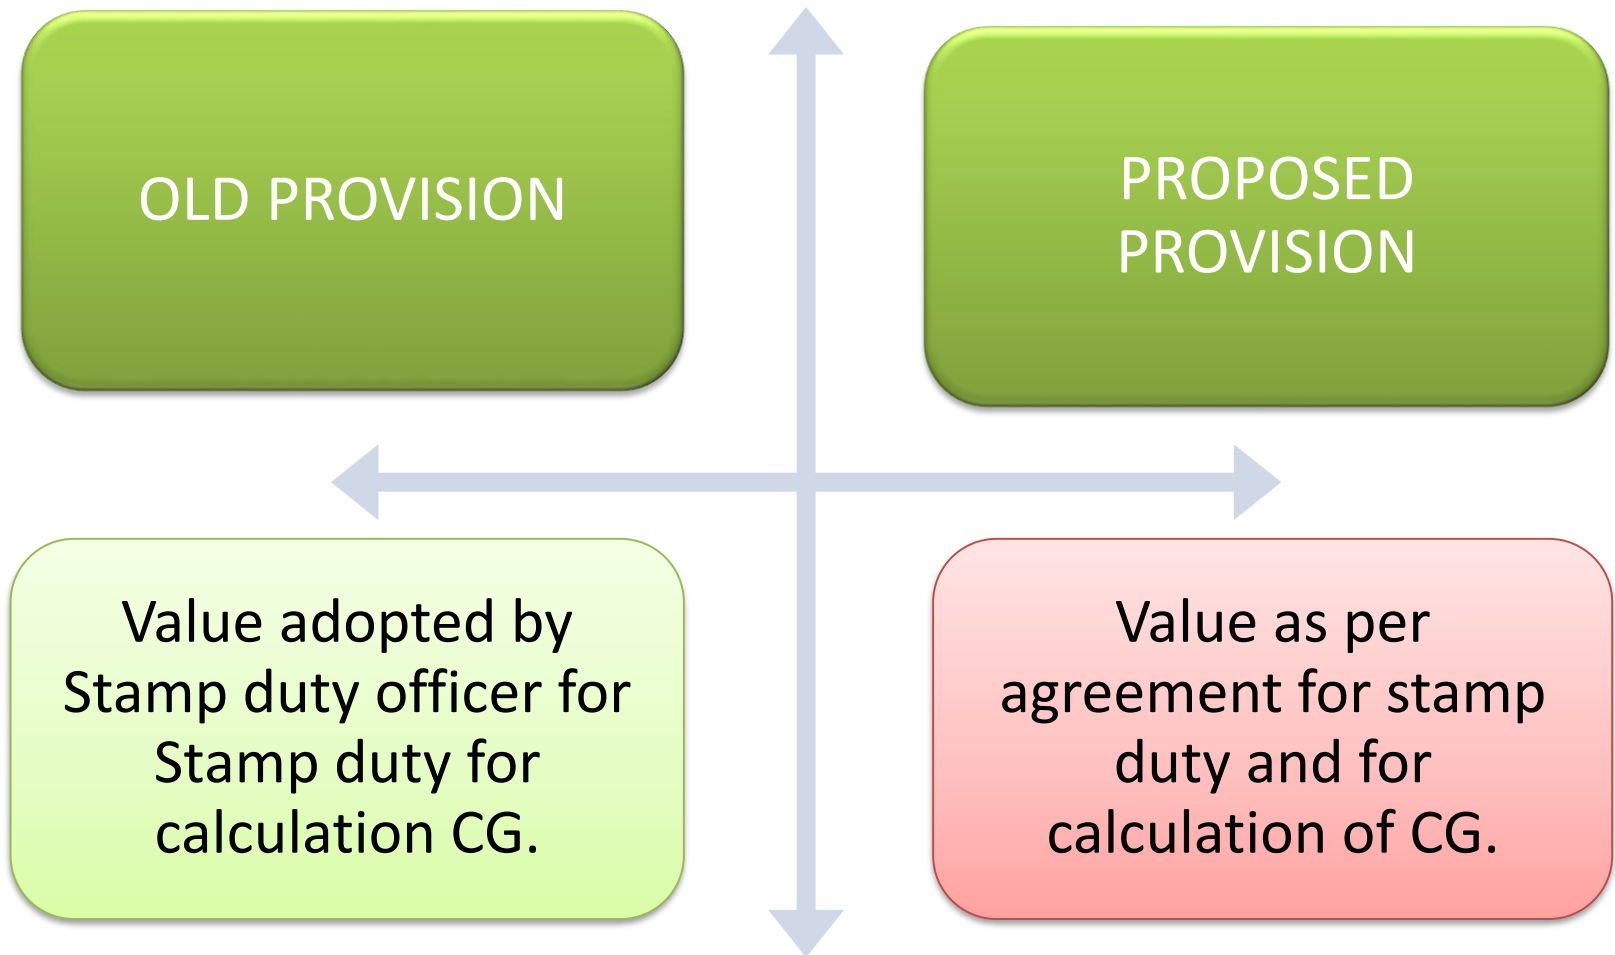 OLD PROVISION
PROPOSED
PROVISION
Value adopted by
Stamp duty officer for
Stamp duty for
calculation CG.
Value as per
agreement for stamp
duty and for
calculation of CG.